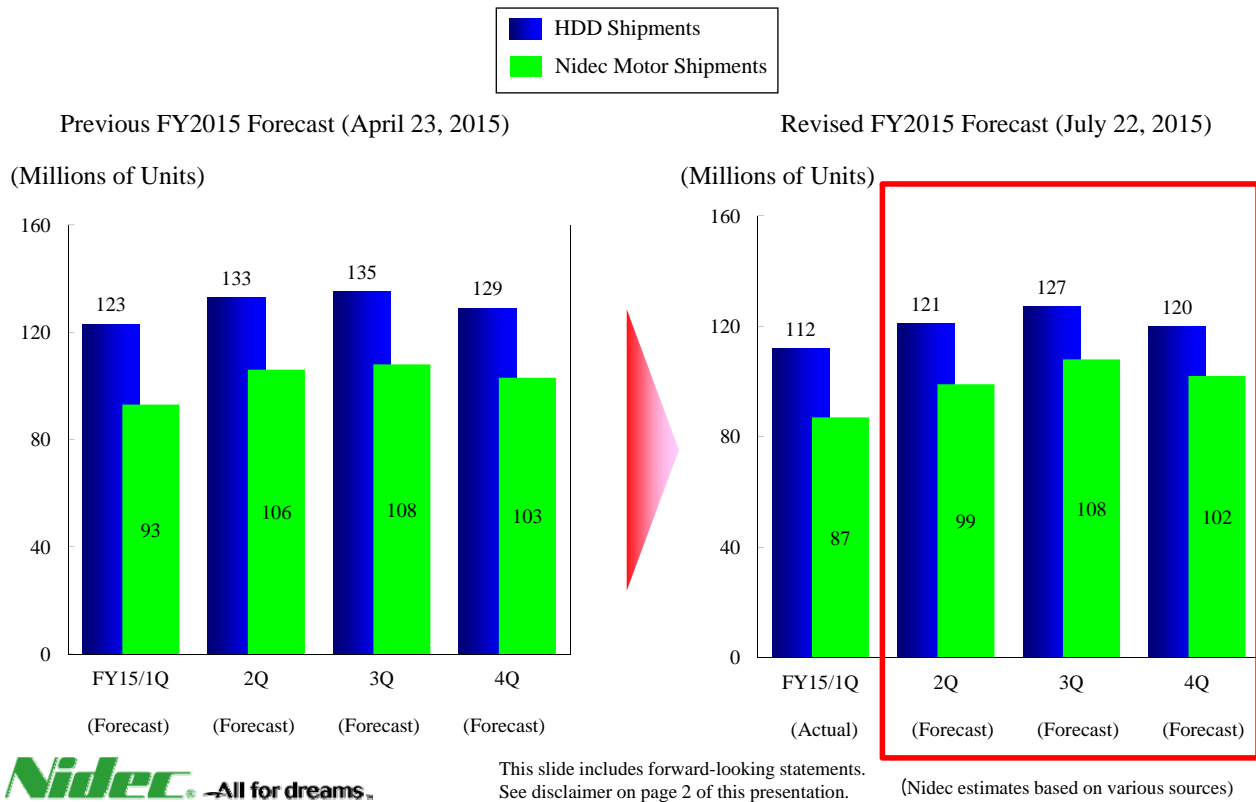 HDD Shipments
Nidec Motor Shipments
Previous FY2015 Forecast (April 23, 2015)
(Millions of Units)
160
120
80
40
0
123
133
135
129
93
106
108
103
FY15/1Q
2Q
3Q
4Q
(Forecast)
(Forecast)
(Forecast)
(Forecast)
Revised FY2015 Forecast (July 22, 2015)
(Millions of Units)
160
120
80
40
0
112
121
127
120
87
99
108
102
FY15/1Q
2Q
3Q
4Q
(Actual)
(Forecast)
(Forecast)
(Forecast)
Nidec® -All for dreams™
This slide includes forward-looking statements.
See disclaimer on page 2 of this presentation.
(Nidec estimates based on various sources)